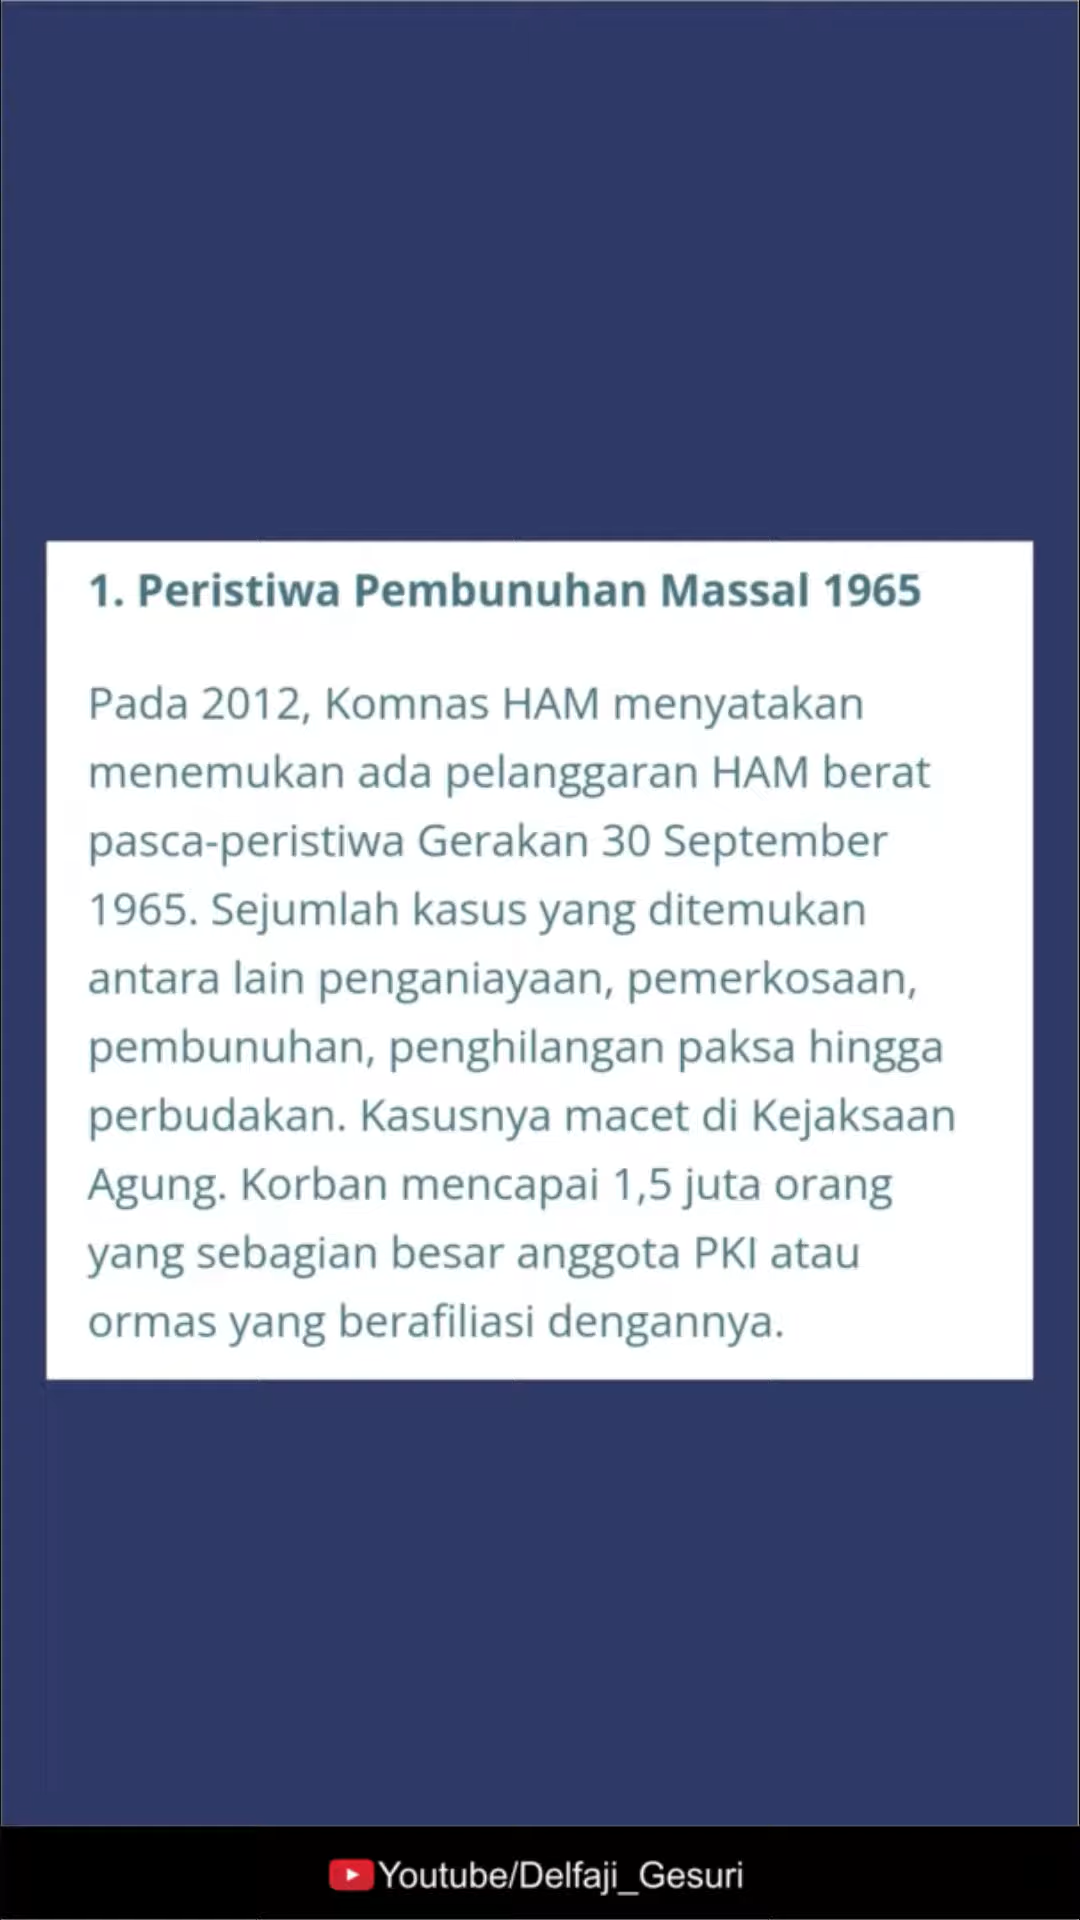 1. Peristiwa Pembunuhan Massal 1965
Pada 2012, Komnas HAM menyatakan
menemukan ada pelanggaran HAM berat
pasca-peristiwa Gerakan 30 September
1965. Sejumlah kasus yang ditemukan
antara lain penganiayaan, pemerkosaan,
pembunuhan, penghilangan paksa hingga
perbudakan. Kasusnya macet di Kejaksaan
Agung. Korban mencapai 1,5 juta orang
yang sebagian besar anggota PKI atau
ormas yang berafiliasi dengannya.
Youtube/Delfaji_Gesuri